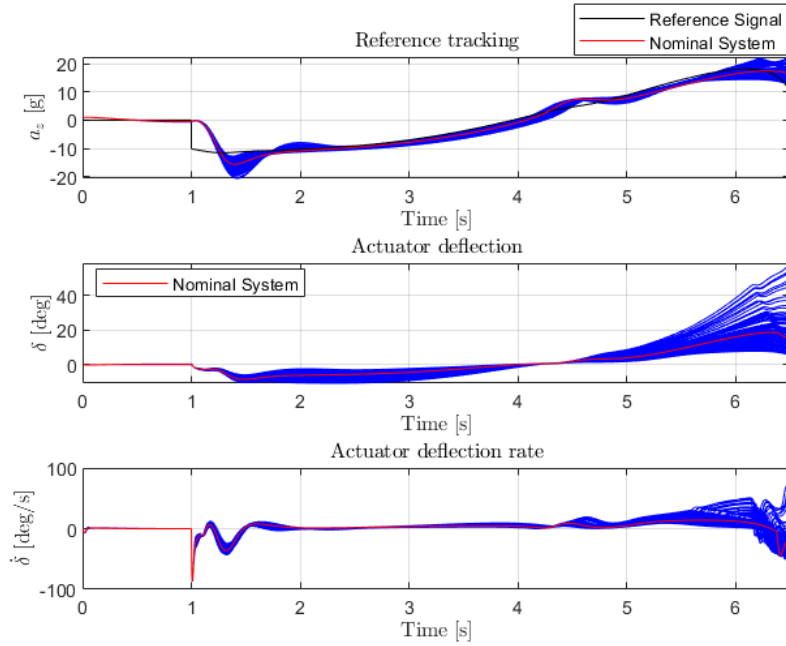 Reference Signal
Nominal System
Reference tracking
20
10
0
-10
-20
a_z [g]
0 1 2 3 4 5 6
Time [s]
Actuator deflection
Nominal System
40
20
0
δ [deg]
0 1 2 3 4 5 6
Time [s]
Actuator deflection rate
100
0
-100
δ̇ [deg/s]
0 1 2 3 4 5 6
Time [s]